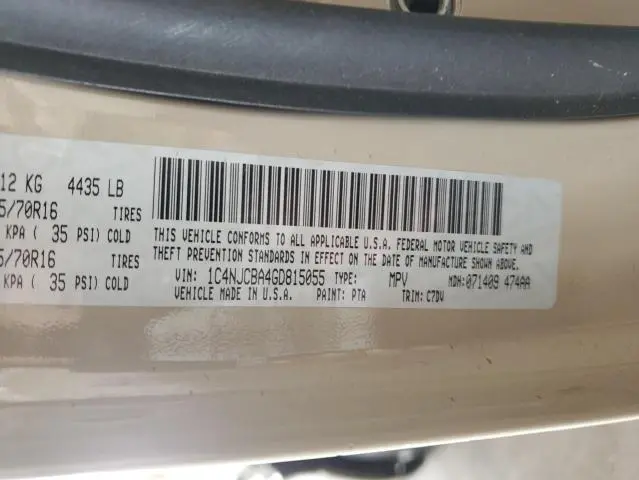 12 KG 4435 LB
5/70R16 TIRES
KPA ( 35 PSI) COLD
5/70R16 TIRES
KPA ( 35 PSI) COLD
THIS VEHICLE CONFORMS TO ALL APPLICABLE U.S.A. FEDERAL MOTOR VEHICLE SAFETY AND
THEFT PREVENTION STANDARDS IN EFFECT ON THE DATE OF MANUFACTURE SHOWN ABOVE.
VIN: 1C4NJCBA4GD815055 TYPE: MPV MDH: 071409 474AA
VEHICLE MADE IN U.S.A. PAINT: PTA TRIM: C7DV